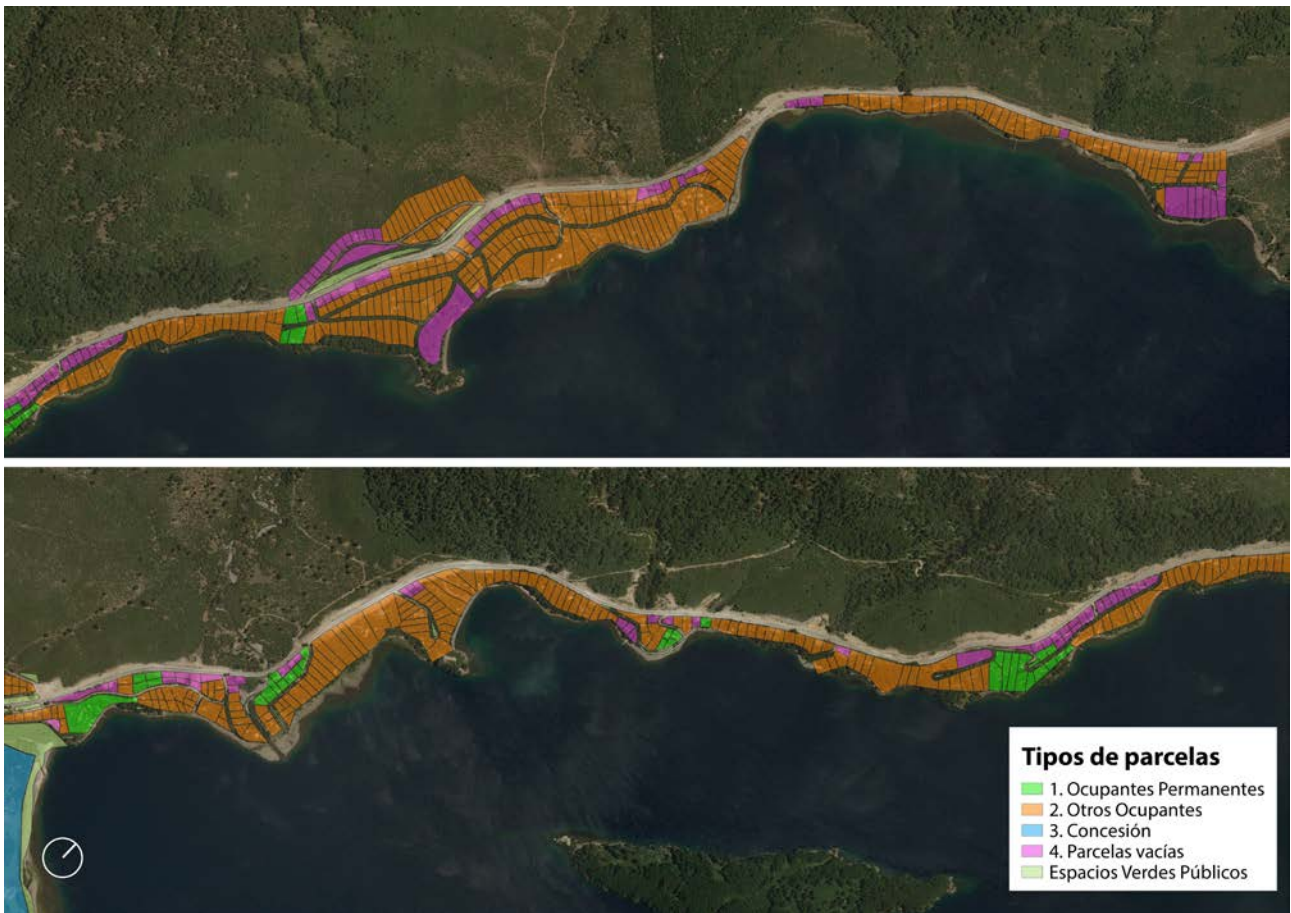 Tipos de parcelas
1. Ocupantes Permanentes
2. Otros Ocupantes
3. Concesión
4. Parcelas vacías
Espacios Verdes Públicos